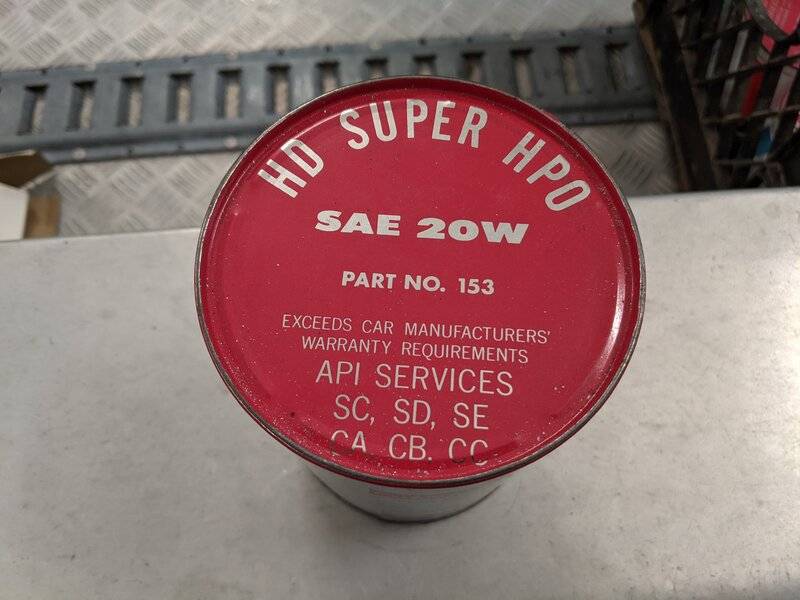 HD SUPER HPO
SAE 20W
PART NO. 153
EXCEEDS CAR MANUFACTURERS'
WARRANTY REQUIREMENTS
API SERVICES
SC, SD, SE
CA, CB, CC